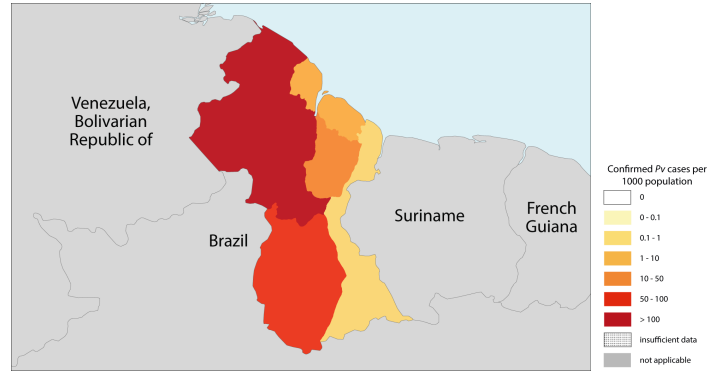 Venezuela,
Bolivarian
Republic of
Brazil
Suriname
French
Guiana
Confirmed Pv cases per
1000 population
0
0 - 0.1
0.1 - 1
1 - 10
10 - 50
50 - 100
> 100
insufficient data
not applicable